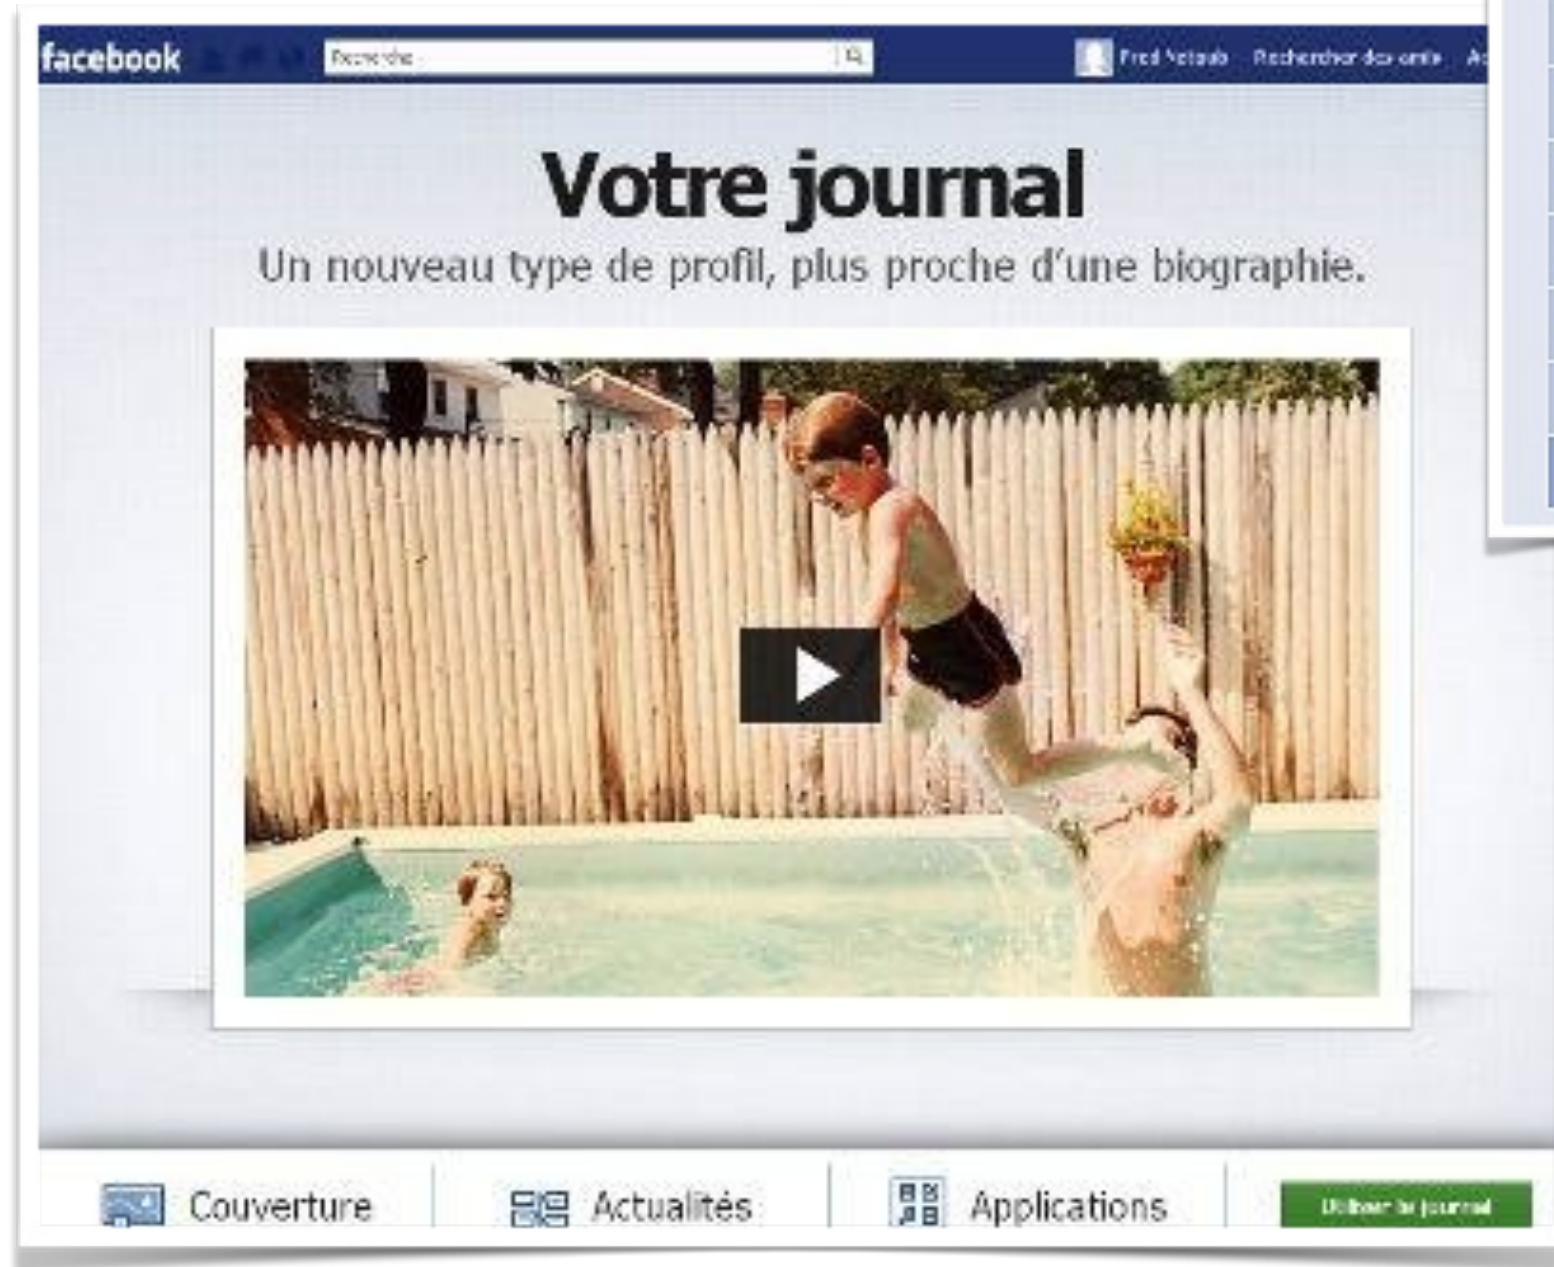 facebook Recherche Fred Rechercher des amis
Votre journal
Un nouveau type de profil, plus proche d'une biographie.
Couverture Actualités Applications Utiliser le journal